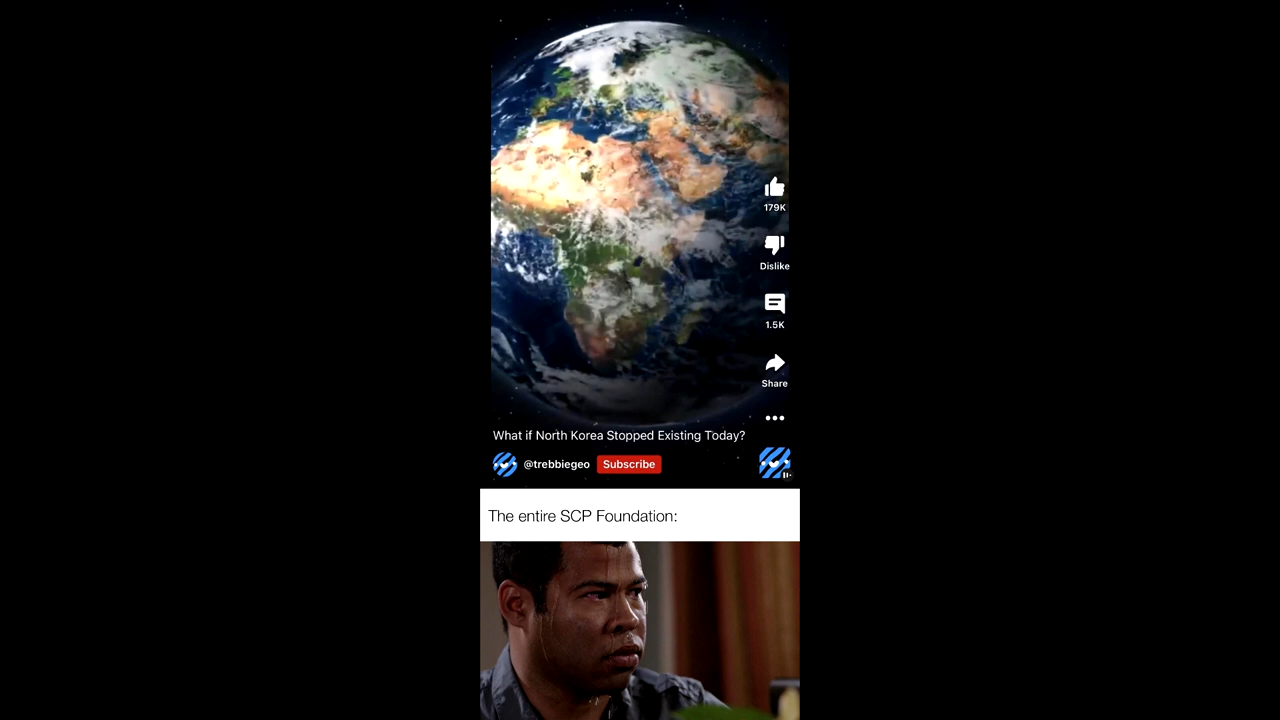 179K
Dislike
1.5K
Share
What if North Korea Stopped Existing Today?
@trebbiegeo
Subscribe
The entire SCP Foundation: